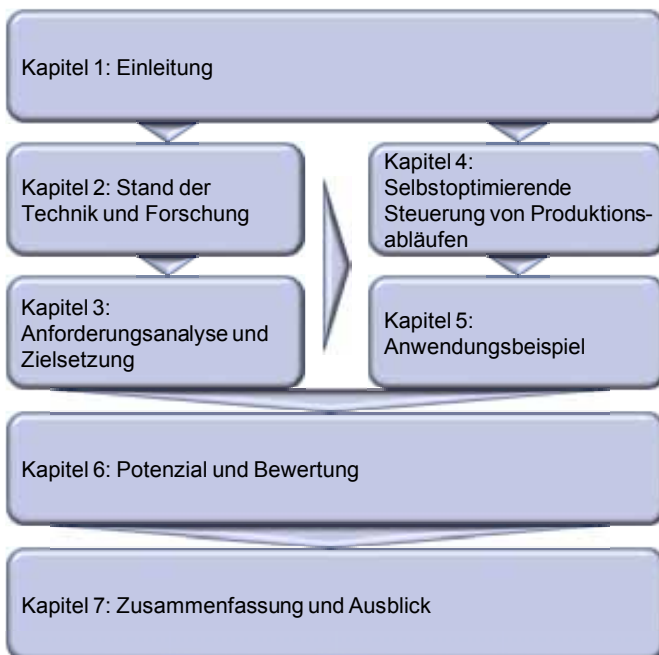 Kapitel 1: Einleitung
Kapitel 2: Stand der
Technik und Forschung
Kapitel 3:
Anforderungsanalyse und
Zielsetzung
Kapitel 4:
Selbstoptimierende
Steuerung von Produktions-
abläufen
Kapitel 5:
Anwendungsbeispiel
Kapitel 6: Potenzial und Bewertung
Kapitel 7: Zusammenfassung und Ausblick